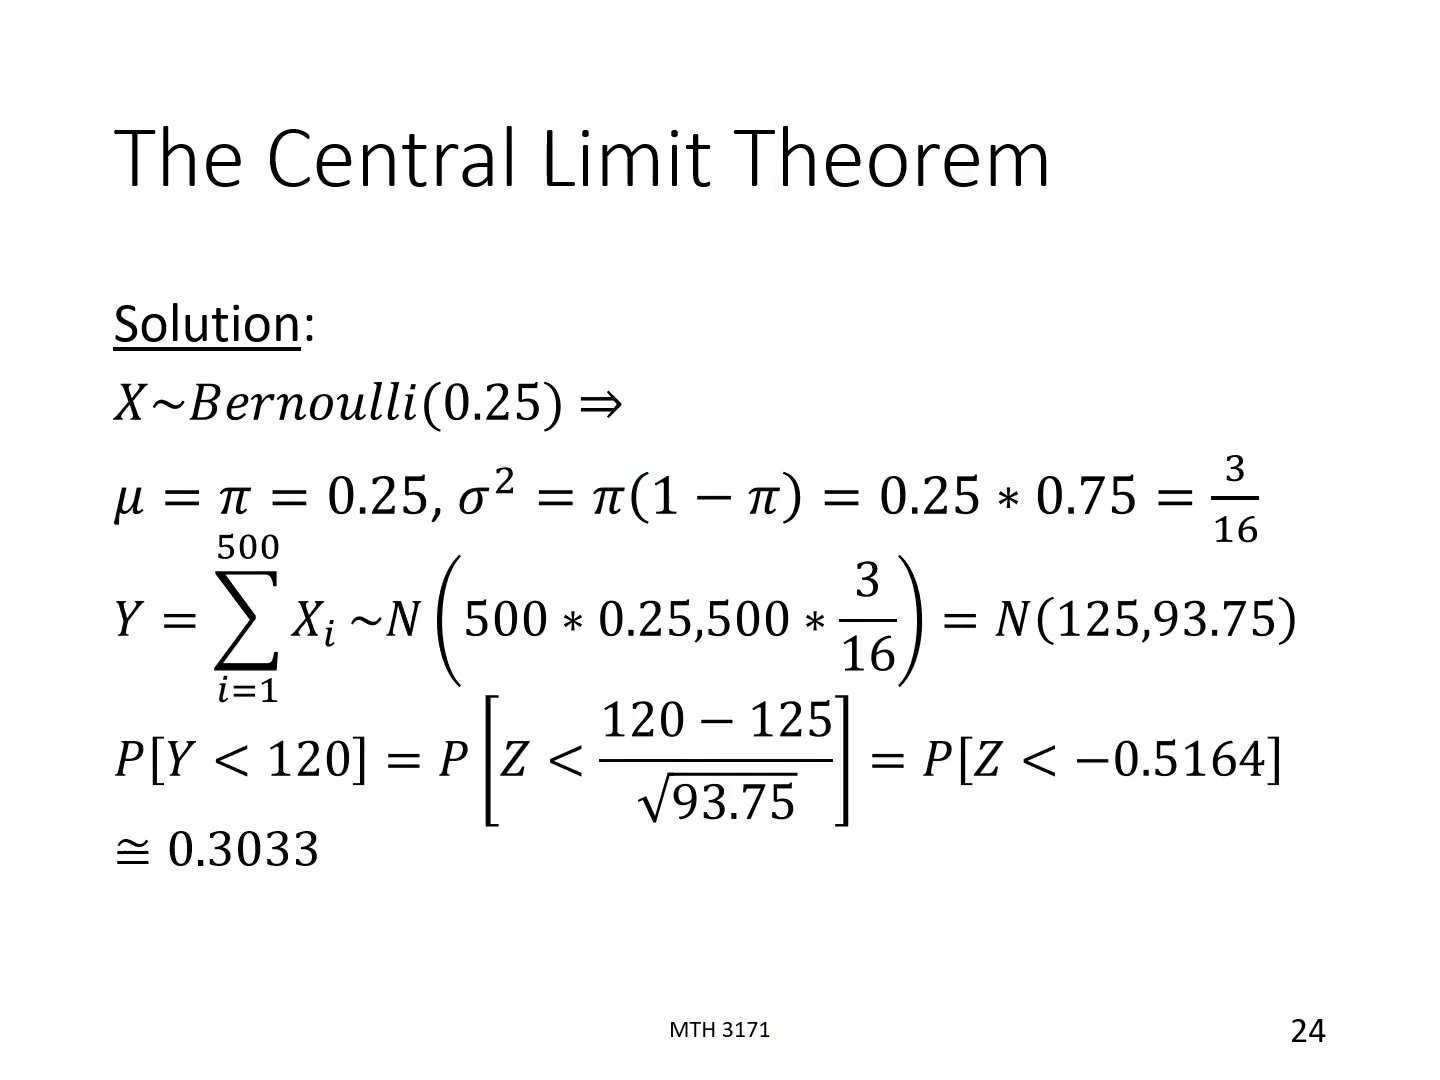 The Central Limit Theorem
Solution:
X~Bernoulli(0.25) ⇒
μ = π = 0.25, σ² = π(1 − π) = 0.25 ∗ 0.75 = 3/16
Y = ∑_{i=1}^{500} X_i ~N(500 ∗ 0.25,500 ∗ 3/16) = N(125,93.75)
P[Y < 120] = P[Z < (120 − 125)/√93.75] = P[Z < −0.5164]
≅ 0.3033
MTH 3171
24